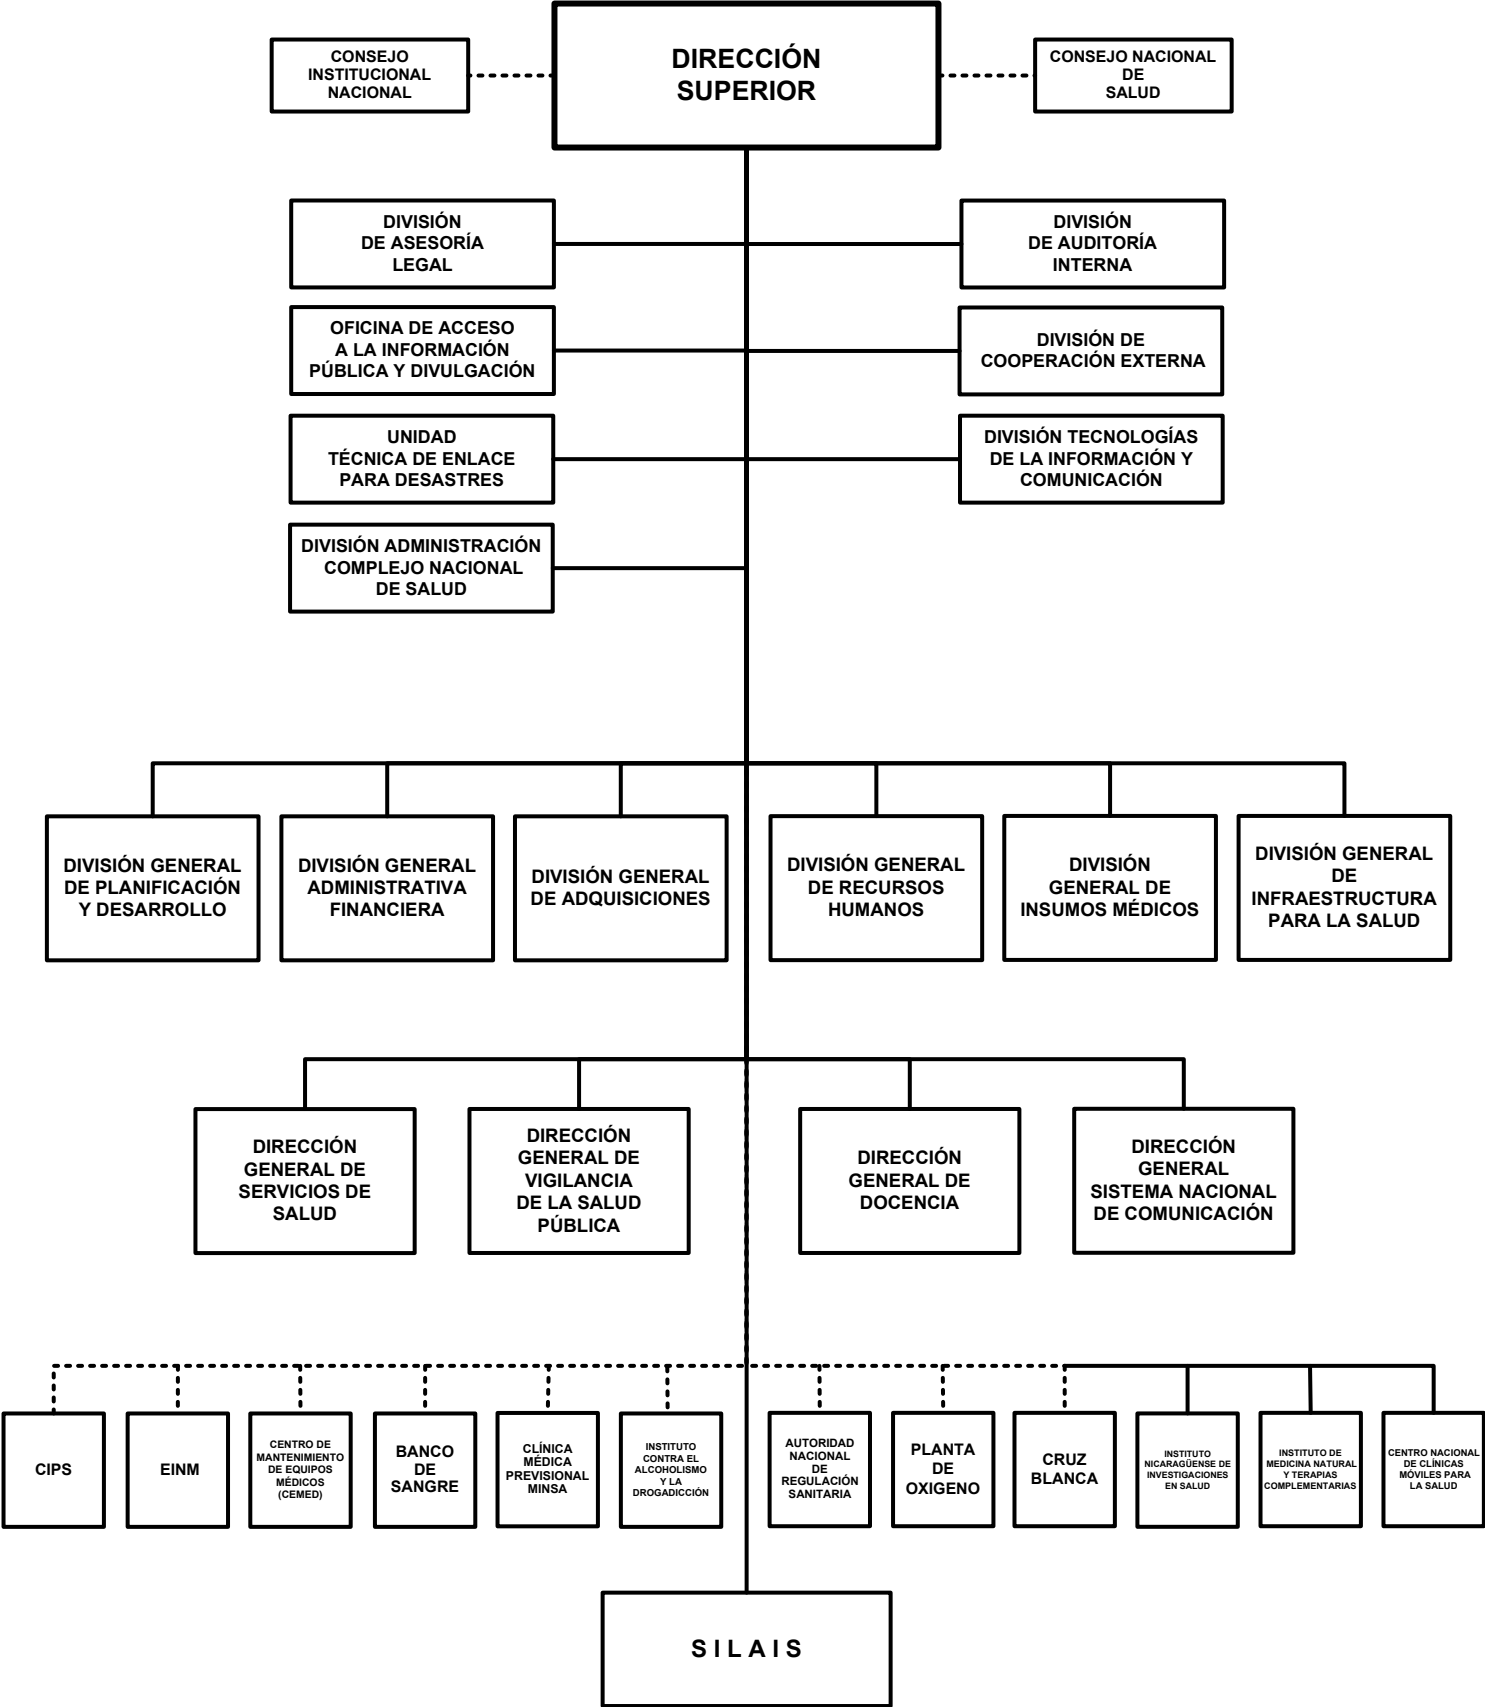 CONSEJO
INSTITUCIONAL
NACIONAL
DIRECCIÓN
SUPERIOR
CONSEJO NACIONAL
DE
SALUD
DIVISIÓN
DE ASESORÍA
LEGAL
DIVISIÓN
DE AUDITORÍA
INTERNA
OFICINA DE ACCESO
A LA INFORMACIÓN
PÚBLICA Y DIVULGACIÓN
DIVISIÓN DE
COOPERACIÓN EXTERNA
UNIDAD
TÉCNICA DE ENLACE
PARA DESASTRES
DIVISIÓN TECNOLOGÍAS
DE LA INFORMACIÓN Y
COMUNICACIÓN
DIVISIÓN ADMINISTRACIÓN
COMPLEJO NACIONAL
DE SALUD
DIVISIÓN GENERAL
DE PLANIFICACIÓN
Y DESARROLLO
DIVISIÓN GENERAL
ADMINISTRATIVA
FINANCIERA
DIVISIÓN GENERAL
DE ADQUISICIONES
DIVISIÓN GENERAL
DE RECURSOS
HUMANOS
DIVISIÓN
GENERAL DE
INSUMOS MÉDICOS
DIVISIÓN GENERAL
DE
INFRAESTRUCTURA
PARA LA SALUD
DIRECCIÓN
GENERAL DE
SERVICIOS DE
SALUD
DIRECCIÓN
GENERAL DE
VIGILANCIA
DE LA SALUD
PÚBLICA
DIRECCIÓN
GENERAL DE
DOCENCIA
DIRECCIÓN
GENERAL
SISTEMA NACIONAL
DE COMUNICACIÓN
CIPS
EINM
CENTRO DE
MANTENIMIENTO
DE EQUIPOS
MÉDICOS
(CEMED)
BANCO
DE
SANGRE
CLÍNICA
MÉDICA
PREVISIONAL
MINSA
INSTITUTO
CONTRA EL
ALCOHOLISMO
Y LA
DROGADICCIÓN
AUTORIDAD
NACIONAL
DE
REGULACIÓN
SANITARIA
PLANTA
DE
OXIGENO
CRUZ
BLANCA
INSTITUTO
NICARAGÜENSE DE
INVESTIGACIONES
EN SALUD
INSTITUTO DE
MEDICINA NATURAL
Y TERAPIAS
COMPLEMENTARIAS
CENTRO NACIONAL
DE CLÍNICAS
MÓVILES PARA
LA SALUD
S I L A I S